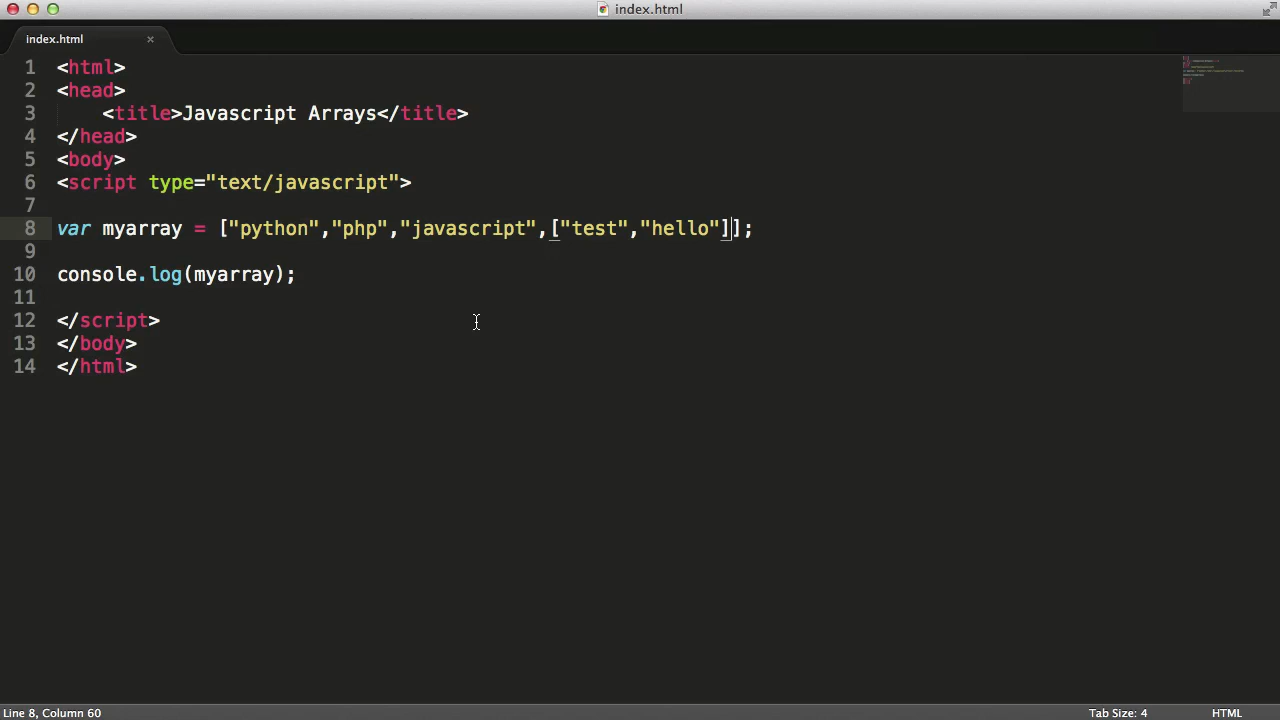 index.html
index.html ×
1 <html>
2 <head>
3     <title>Javascript Arrays</title>
4 </head>
5 <body>
6 <script type="text/javascript">
7
8 var myarray = ["python","php","javascript",["test","hello"]];
9
10 console.log(myarray);
11
12 </script>
13 </body>
14 </html>
Line 8, Column 60 Tab Size: 4 HTML